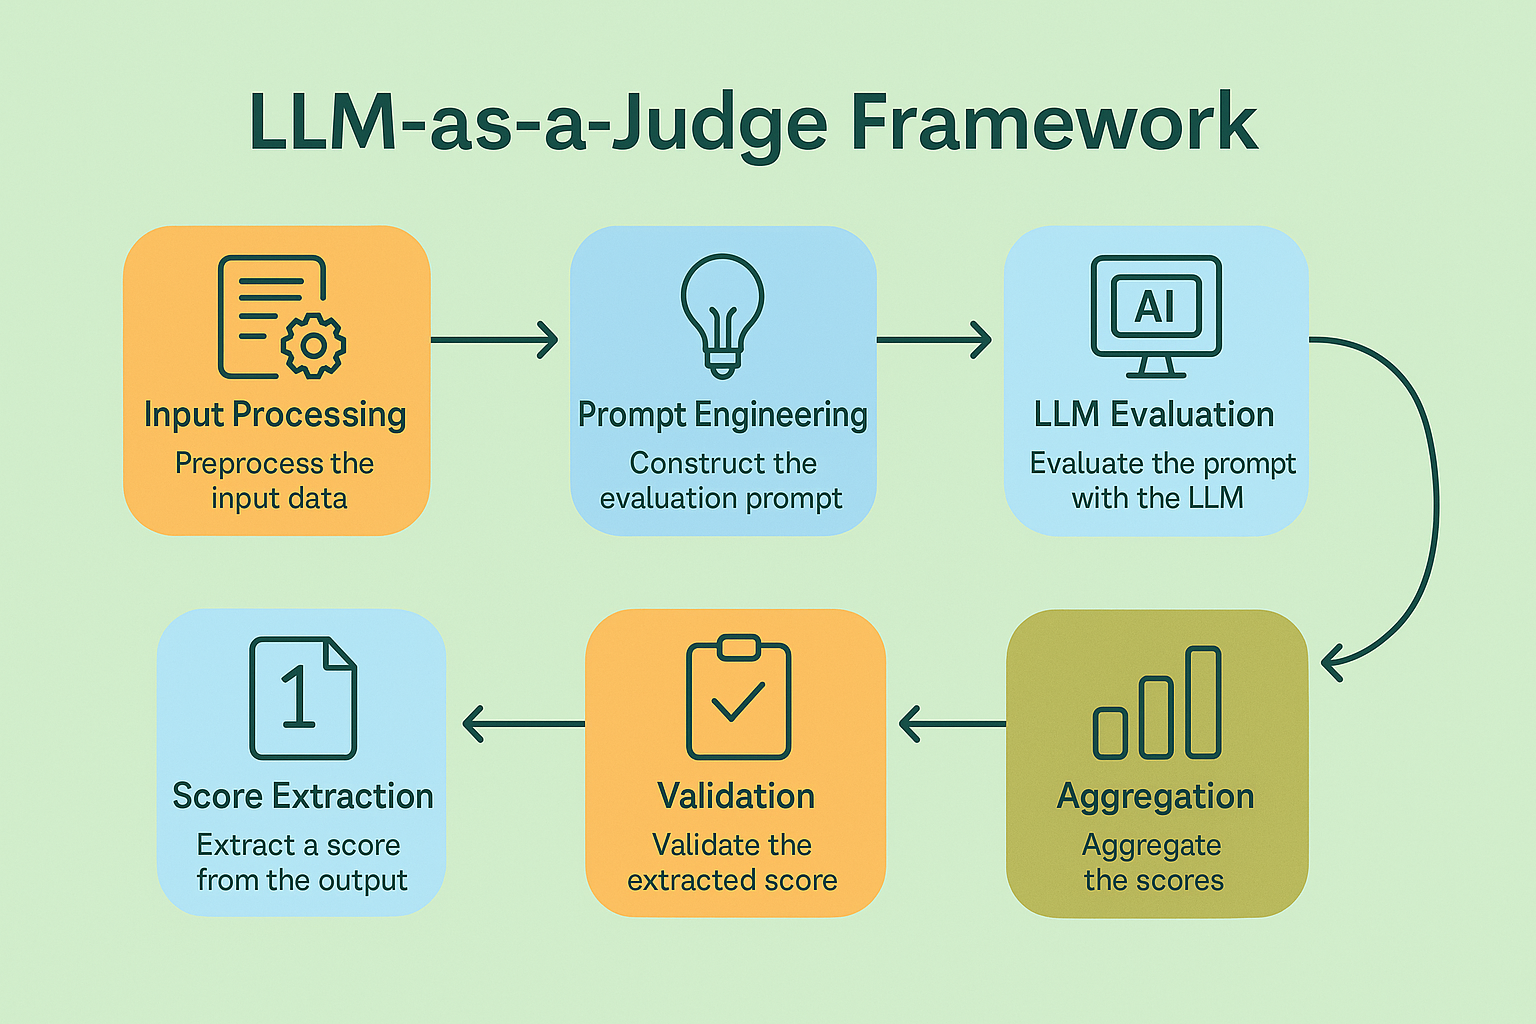 LLM-as-a-Judge Framework
AI
Input Processing
Preprocess the
input data
Prompt Engineering
Construct the
evaluation prompt
LLM Evaluation
Evaluate the prompt
with the LLM
1
Score Extraction
Extract a score
from the output
Validation
Validate the
extracted score
Aggregation
Aggregate
the scores